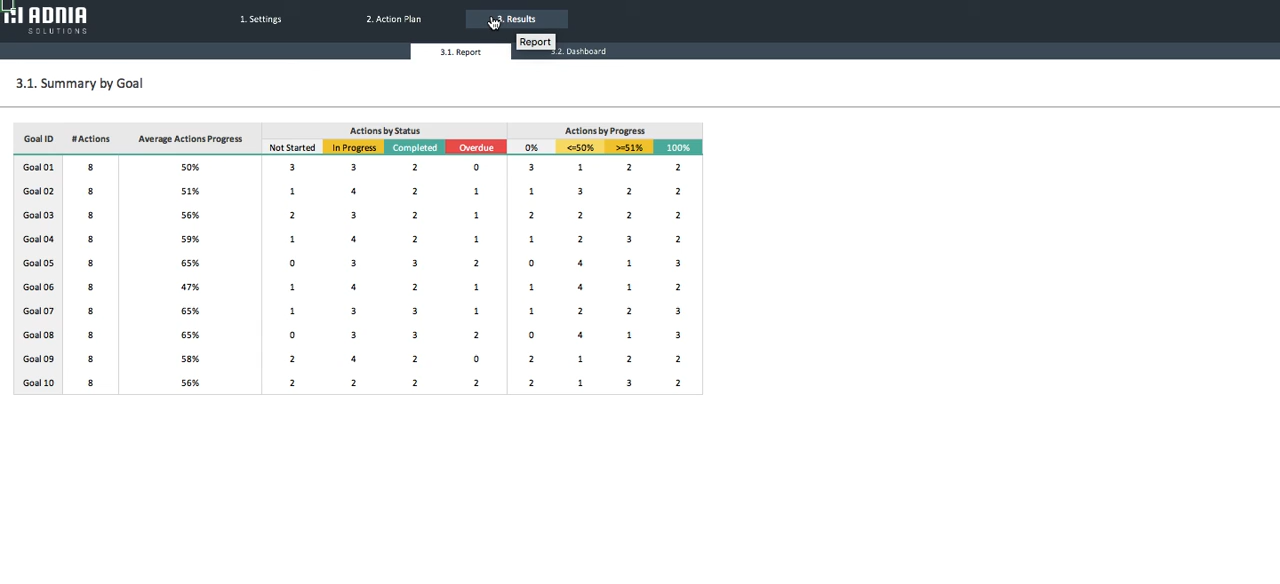 ADNIA
SOLUTIONS
1. Settings
2. Action Plan
3. Results
Report
3.1. Report
3.2. Dashboard
3.1. Summary by Goal
Goal ID # Actions Average Actions Progress Actions by Status Actions by Progress
Not Started In Progress Completed Overdue 0% <=50% >=51% 100%
Goal 01 8 50% 3 3 2 0 3 1 2 2
Goal 02 8 51% 1 4 2 1 1 3 2 2
Goal 03 8 56% 2 3 2 1 2 2 2 2
Goal 04 8 59% 1 4 2 1 1 2 3 2
Goal 05 8 65% 0 3 3 2 0 4 1 3
Goal 06 8 47% 1 4 2 1 1 4 1 2
Goal 07 8 65% 1 3 3 1 1 2 2 3
Goal 08 8 65% 0 3 3 2 0 4 1 3
Goal 09 8 58% 2 4 2 0 2 1 2 2
Goal 10 8 56% 2 2 2 2 2 1 3 2